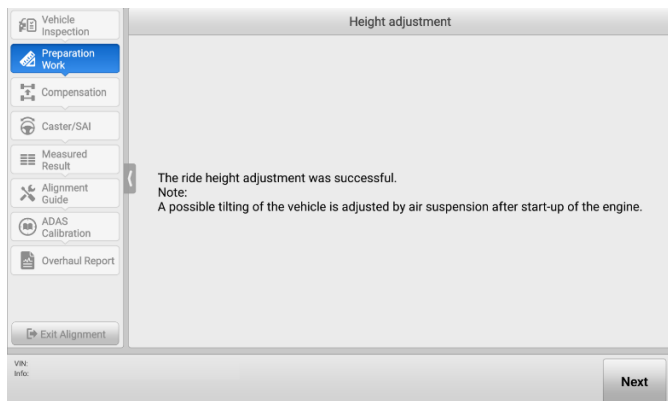 Vehicle
Inspection
Height adjustment
Preparation
Work
Compensation
Caster/SAI
Measured
Result
Alignment
Guide
ADAS
Calibration
Overhaul Report
Exit Alignment
The ride height adjustment was successful.
Note:
A possible tilting of the vehicle is adjusted by air suspension after start-up of the engine.
VIN:
Info:
Next